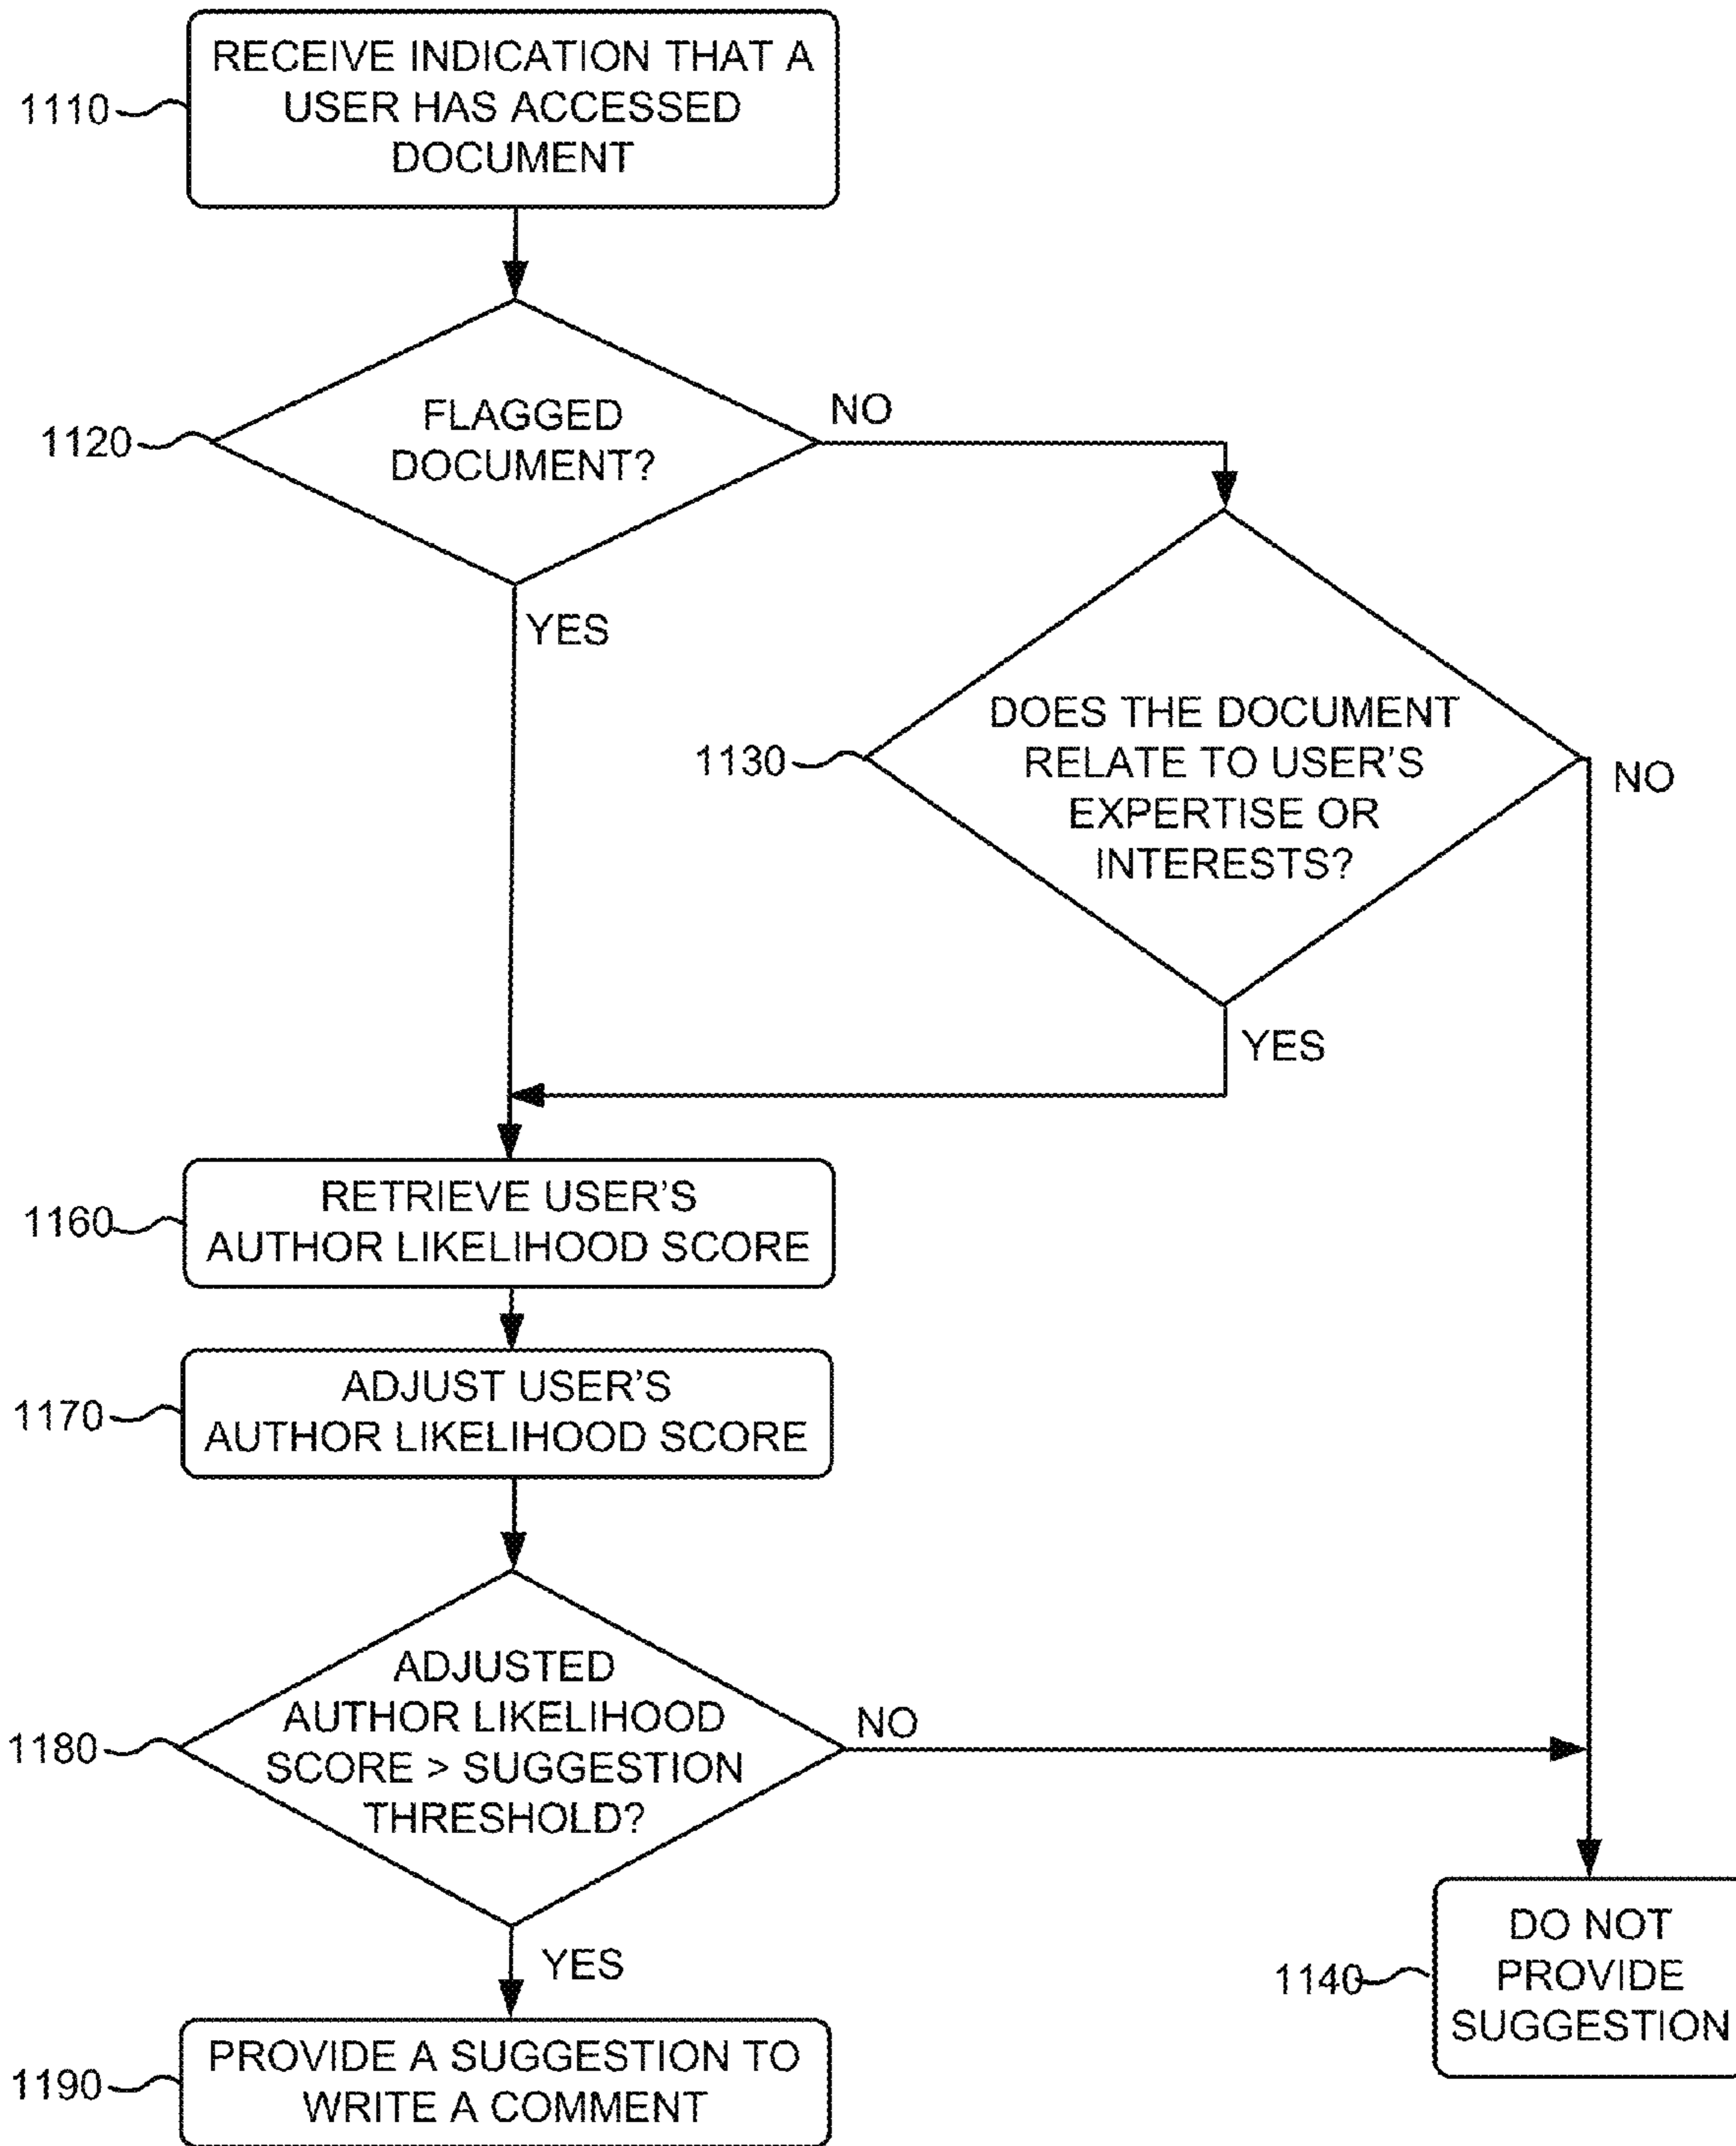 RECEIVE INDICATION THAT A
USER HAS ACCESSED
DOCUMENT
1110
FLAGGED
DOCUMENT?
1120
NO
YES
DOES THE DOCUMENT
RELATE TO USER'S
EXPERTISE OR
INTERESTS?
1130
NO
YES
RETRIEVE USER'S
AUTHOR LIKELIHOOD SCORE
1160
ADJUST USER'S
AUTHOR LIKELIHOOD SCORE
1170
ADJUSTED
AUTHOR LIKELIHOOD
SCORE > SUGGESTION
THRESHOLD?
1180
NO
YES
DO NOT
PROVIDE
SUGGESTION
1140
PROVIDE A SUGGESTION TO
WRITE A COMMENT
1190